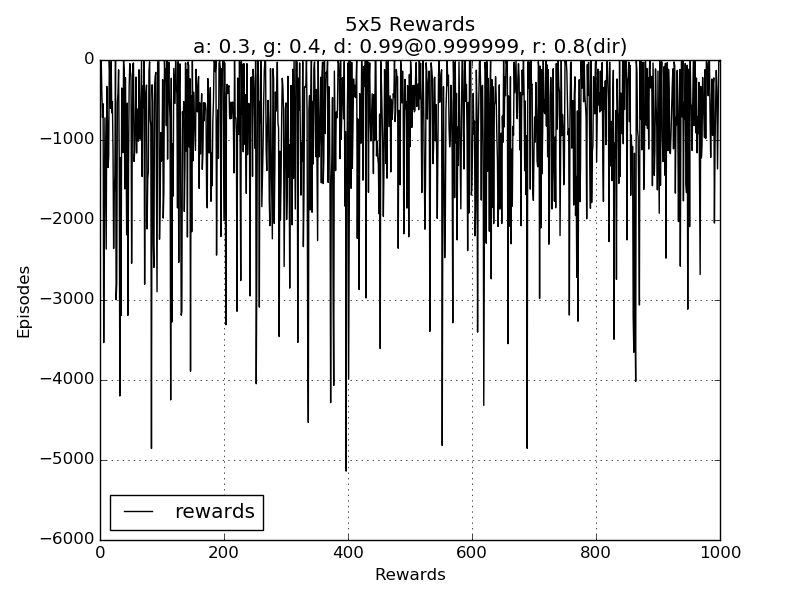 5x5 Rewards
a: 0.3, g: 0.4, d: 0.99@0.999999, r: 0.8(dir)
0
−1000
−2000
−3000
−4000
−5000
−6000
Episodes
rewards
0 200 400 600 800 1000
Rewards